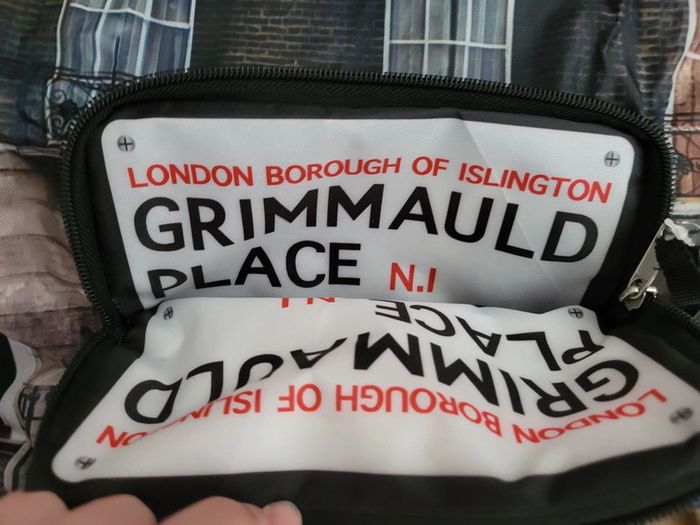 LONDON BOROUGH OF ISLINGTON
GRIMMAULD
PLACE N.I
N.I
PLACE
GRIMMAULD
LONDON BOROUGH OF ISLINGTON